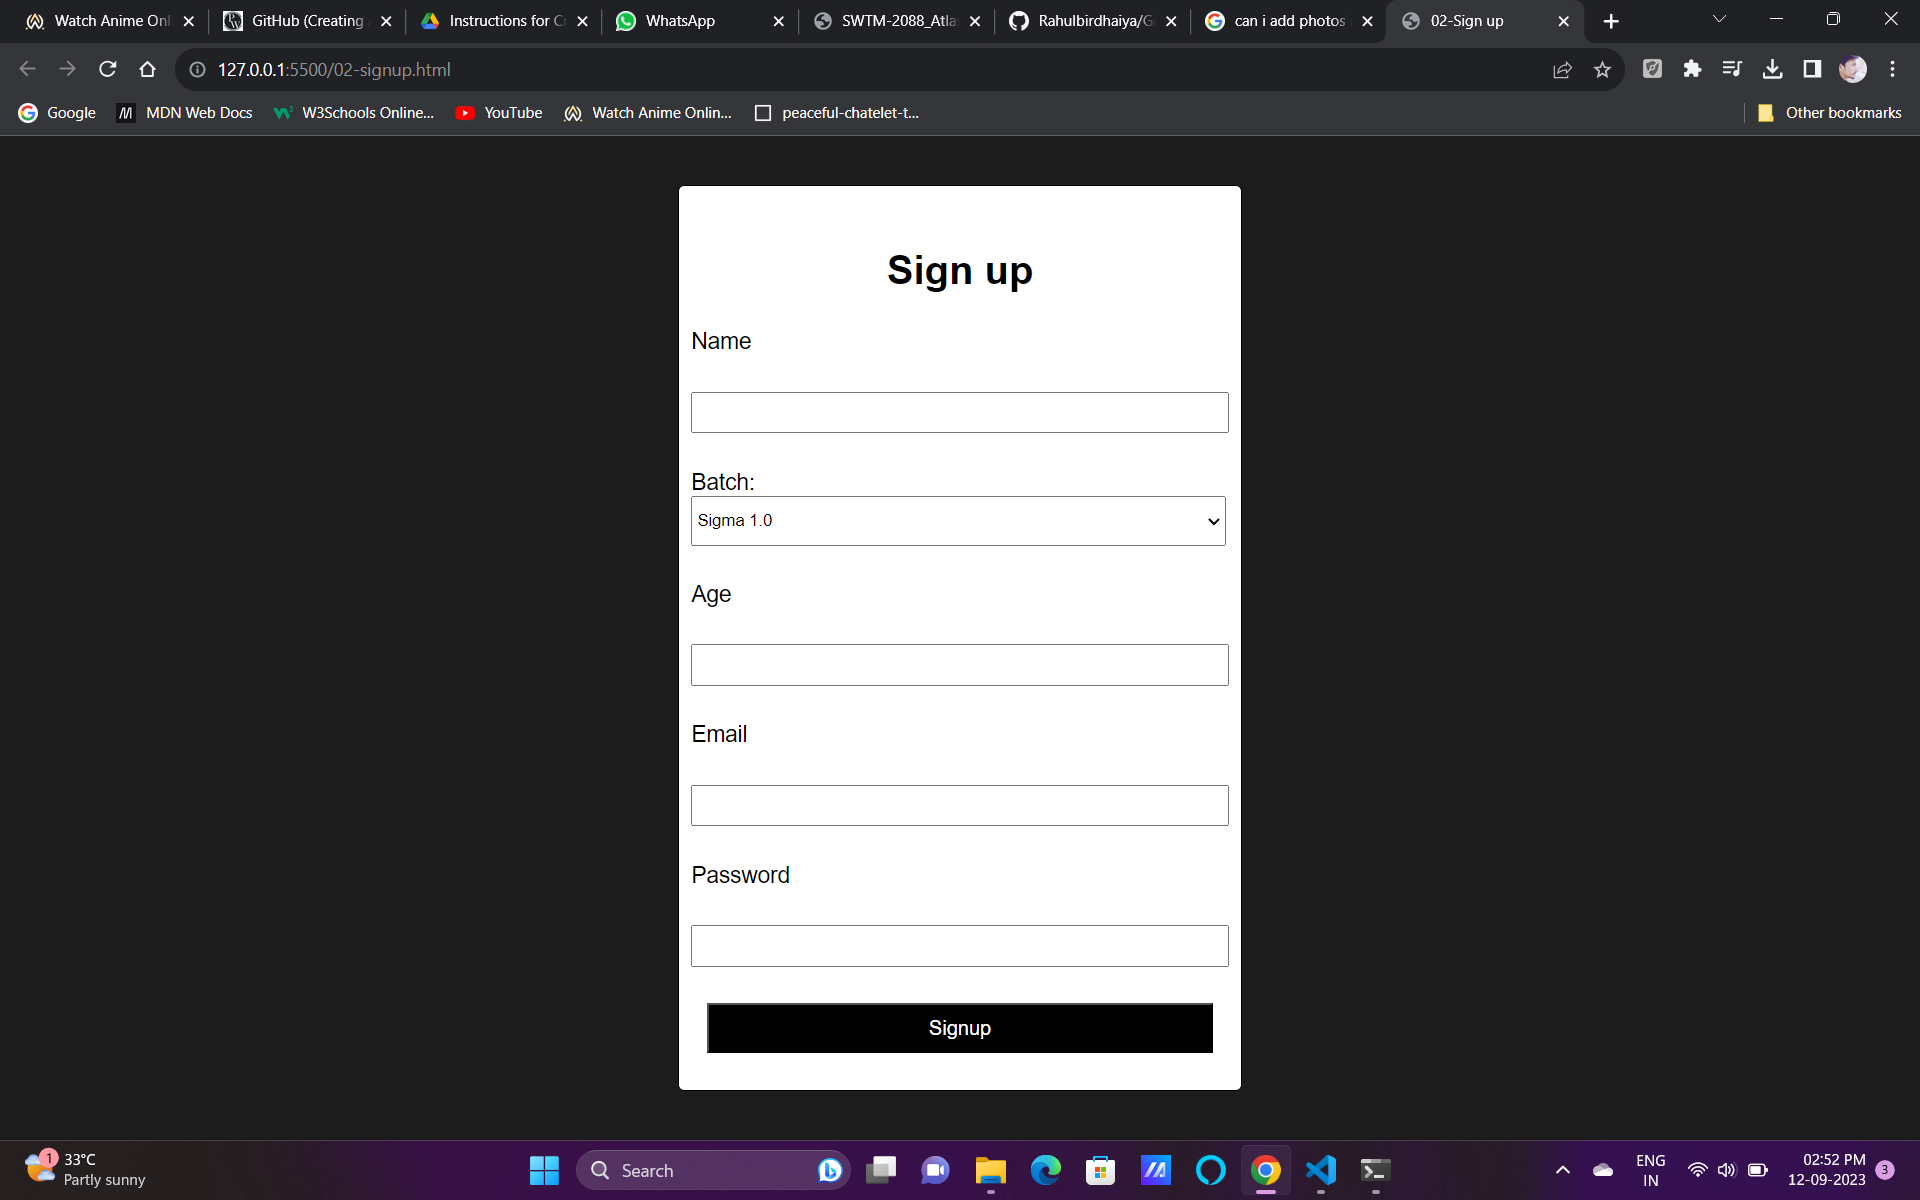 Watch Anime Onli
GitHub (Creating
Instructions for C
WhatsApp
SWTM-2088_Atla
Rahulbirdhaiya/Gi
can i add photos
02-Sign up
127.0.0.1:5500/02-signup.html
Google
MDN Web Docs
W3Schools Online...
YouTube
Watch Anime Onlin...
peaceful-chatelet-t...
Other bookmarks
Sign up
Name
Batch:
Sigma 1.0
Age
Email
Password
Signup
1
33°C
Partly sunny
Search
ENG
IN
02:52 PM
12-09-2023
3